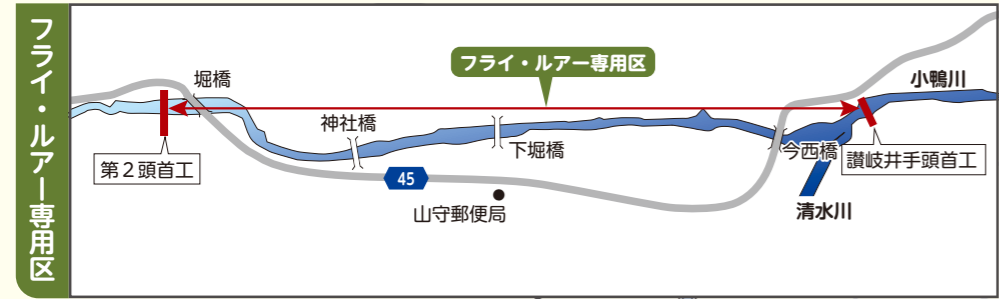 フライ・ルアー専用区
フライ・ルアー専用区
堀橋
小鴨川
神社橋
下堀橋
今西橋
第２頭首工
讃岐井手頭首工
45
山守郵便局
清水川